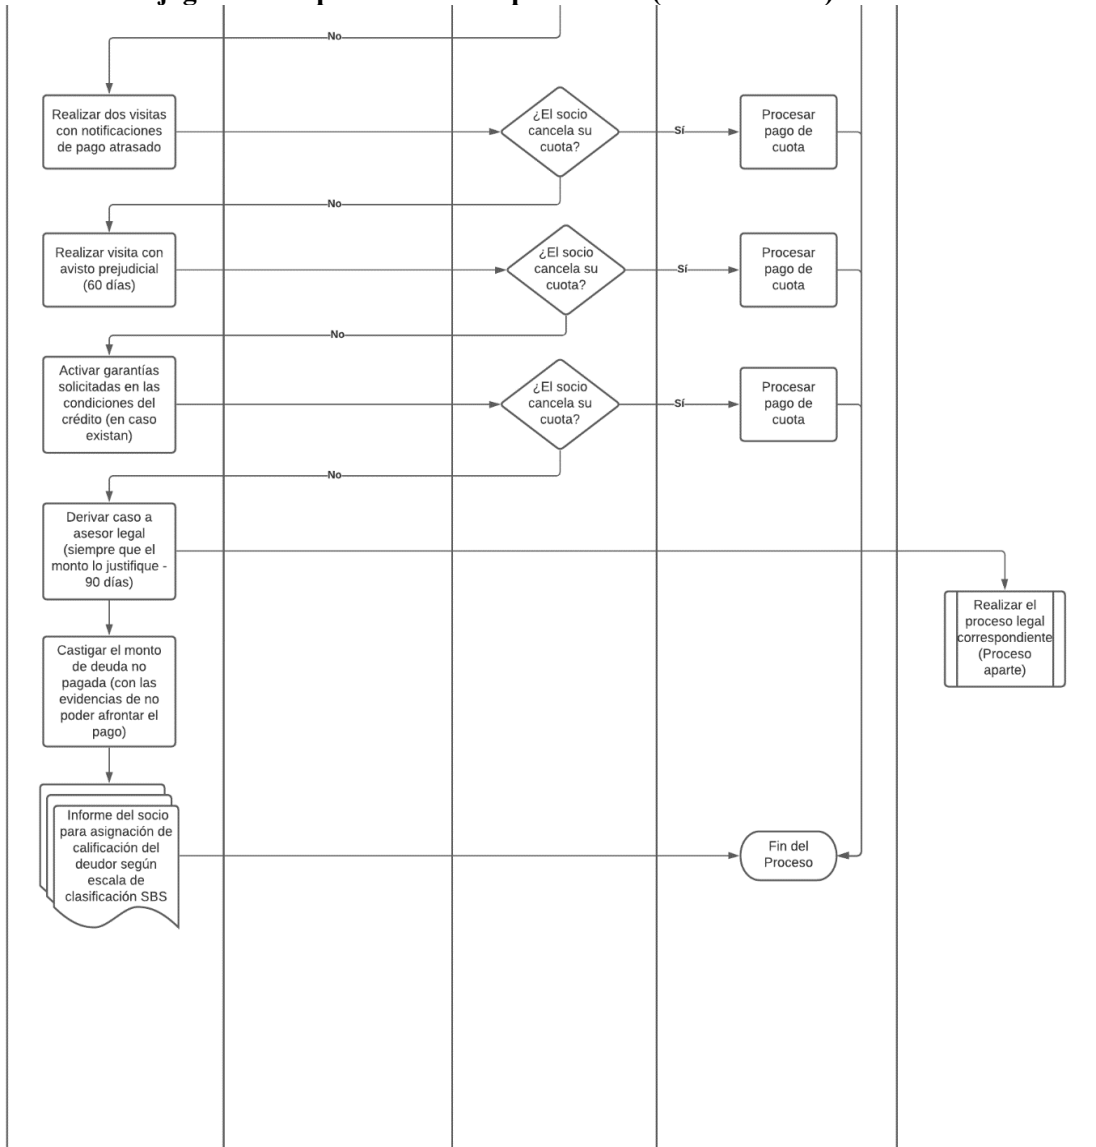 No
Realizar dos visitas
con notificaciones
de pago atrasado
¿El socio
cancela su
cuota?
Sí
Procesar
pago de
cuota
No
Realizar visita con
avisto prejudicial
(60 días)
¿El socio
cancela su
cuota?
Sí
Procesar
pago de
cuota
No
Activar garantías
solicitadas en las
condiciones del
crédito (en caso
existan)
¿El socio
cancela su
cuota?
Sí
Procesar
pago de
cuota
No
Derivar caso a
asesor legal
(siempre que el
monto lo justifique -
90 días)
Realizar el
proceso legal
correspondiente
(Proceso
aparte)
Castigar el monto
de deuda no
pagada (con las
evidencias de no
poder afrontar el
pago)
Informe del socio
para asignación de
calificación del
deudor según
escala de
clasificación SBS
Fin del
Proceso